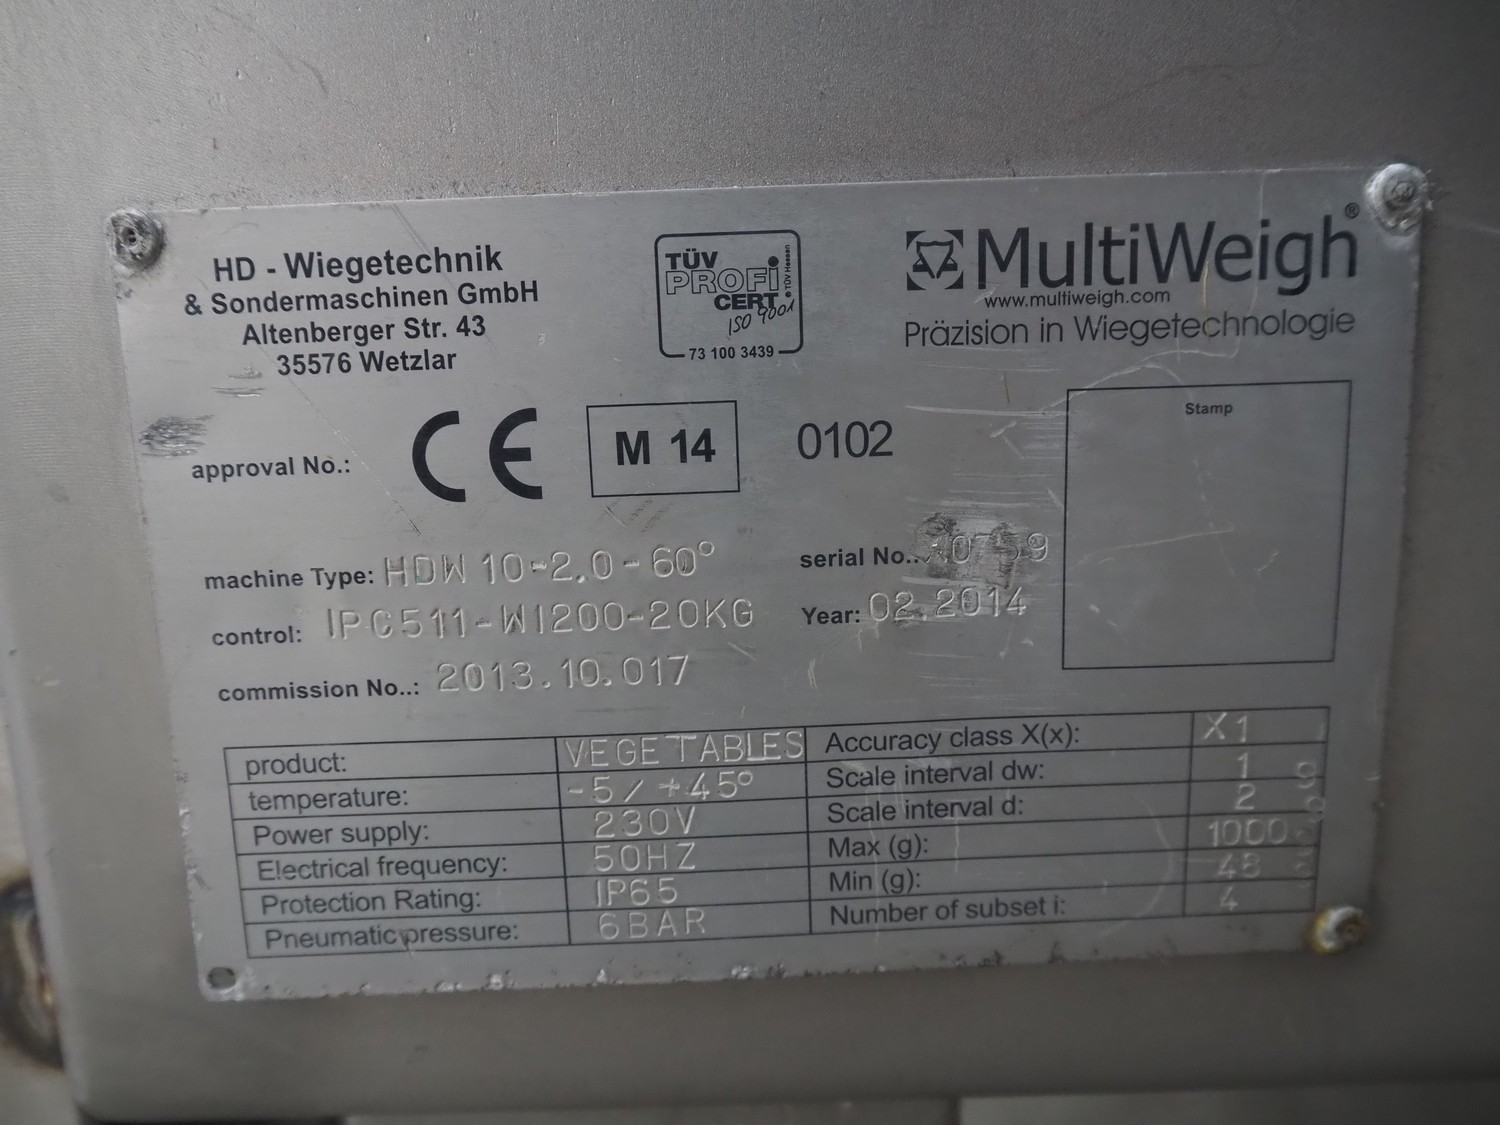 HD - Wiegetechnik
& Sondermaschinen GmbH
Altenberger Str. 43
35576 Wetzlar
TÜV
PROFi
CERT
ISO 9001
© TÜV Hessen
73 100 3439
MultiWeigh®
www.multiweigh.com
Präzision in Wiegetechnologie
approval No.: CE M 14 0102
Stamp
machine Type: HDW 10-2.0-60°
serial No..:
control: IPC511-WI200-20KG
Year: 02.2014
commission No..: 2013.10.017
product: VEGETABLES
temperature: -5/+45°
Power supply: 230V
Electrical frequency: 50HZ
Protection Rating: IP65
Pneumatic pressure: 6BAR
Accuracy class X(x): X1
Scale interval dw: 1
Scale interval d: 2
Max (g): 1000
Min (g): 48
Number of subset i: 4